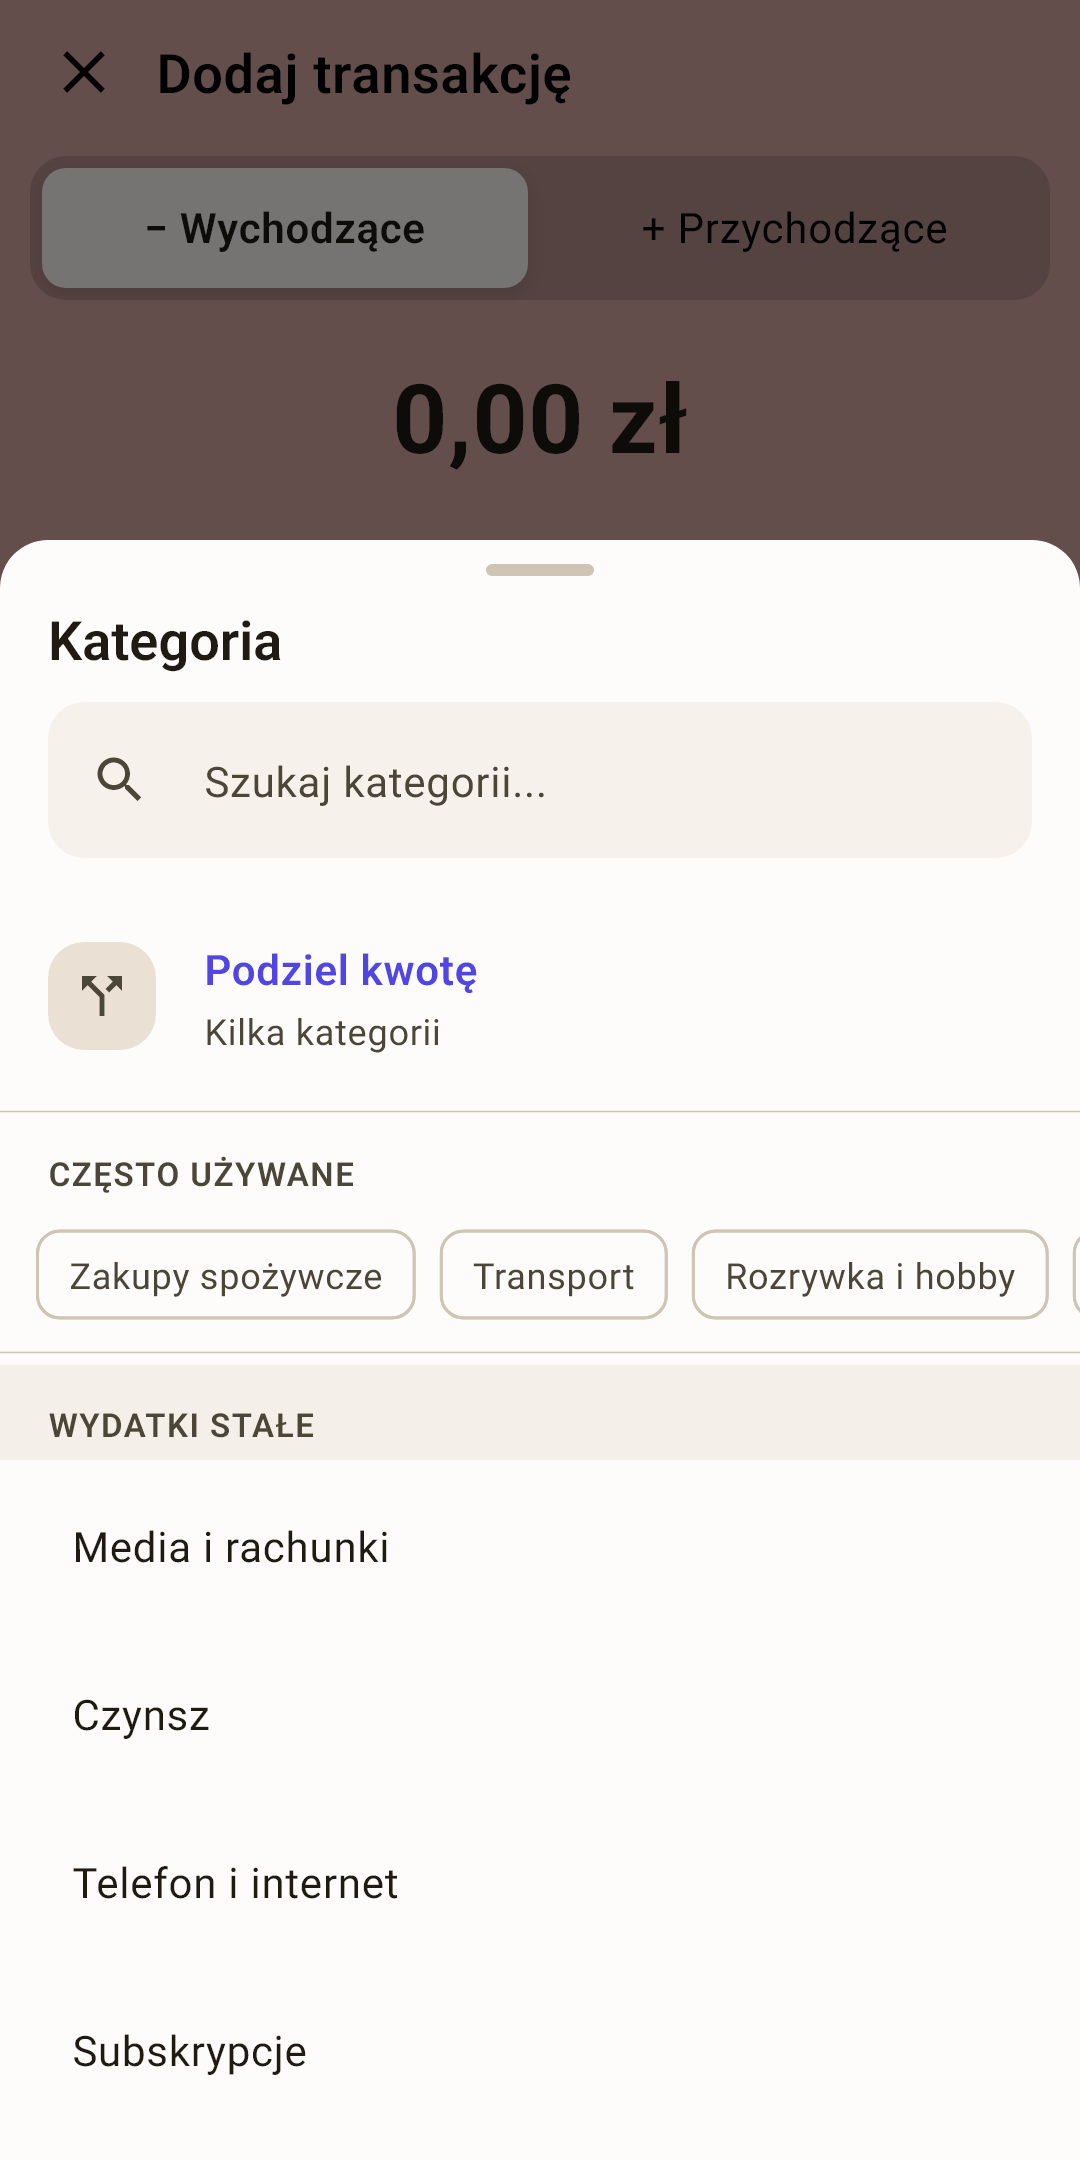 Dodaj transakcję
− Wychodzące
+ Przychodzące
0,00 zł
Kategoria
Szukaj kategorii...
Podziel kwotę
Kilka kategorii
CZĘSTO UŻYWANE
Zakupy spożywcze
Transport
Rozrywka i hobby
WYDATKI STAŁE
Media i rachunki
Czynsz
Telefon i internet
Subskrypcje